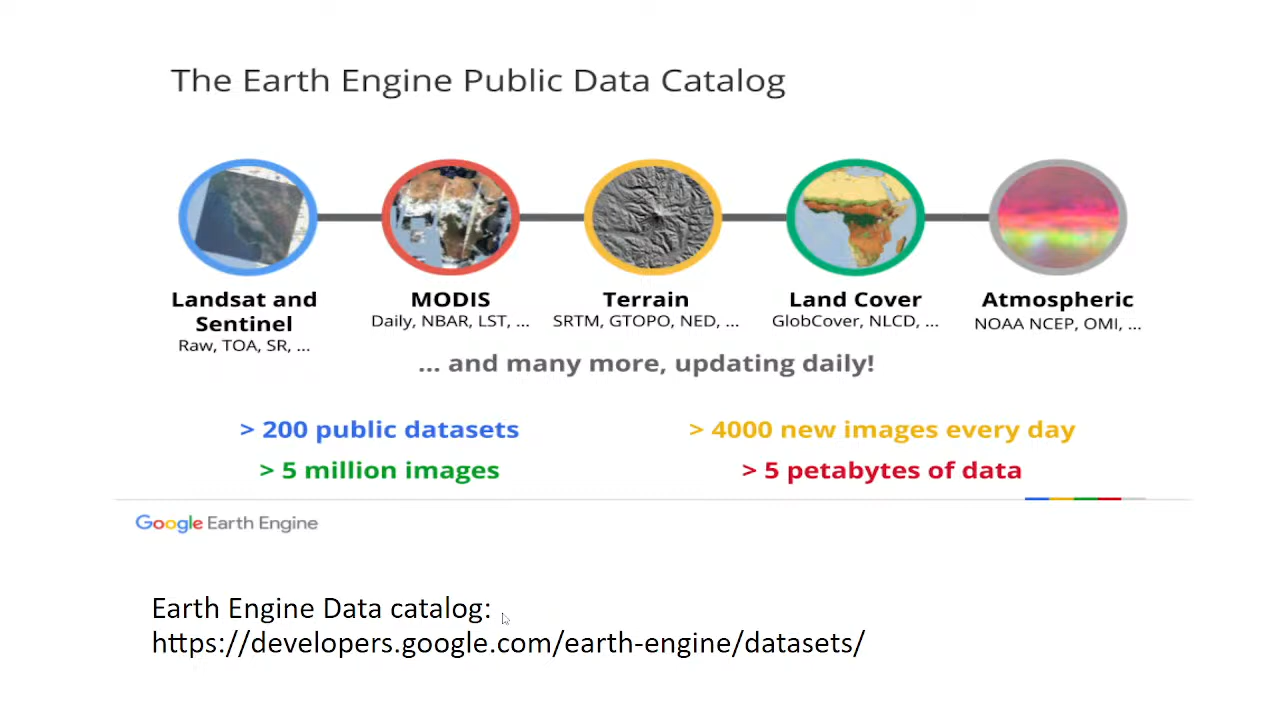 The Earth Engine Public Data Catalog
Landsat and
Sentinel
Raw, TOA, SR, ...
MODIS
Daily, NBAR, LST, ...
Terrain
SRTM, GTOPO, NED, ...
Land Cover
GlobCover, NLCD, ...
Atmospheric
NOAA NCEP, OMI, ...
... and many more, updating daily!
> 200 public datasets
> 4000 new images every day
> 5 million images
> 5 petabytes of data
Google Earth Engine
Earth Engine Data catalog:
https://developers.google.com/earth-engine/datasets/